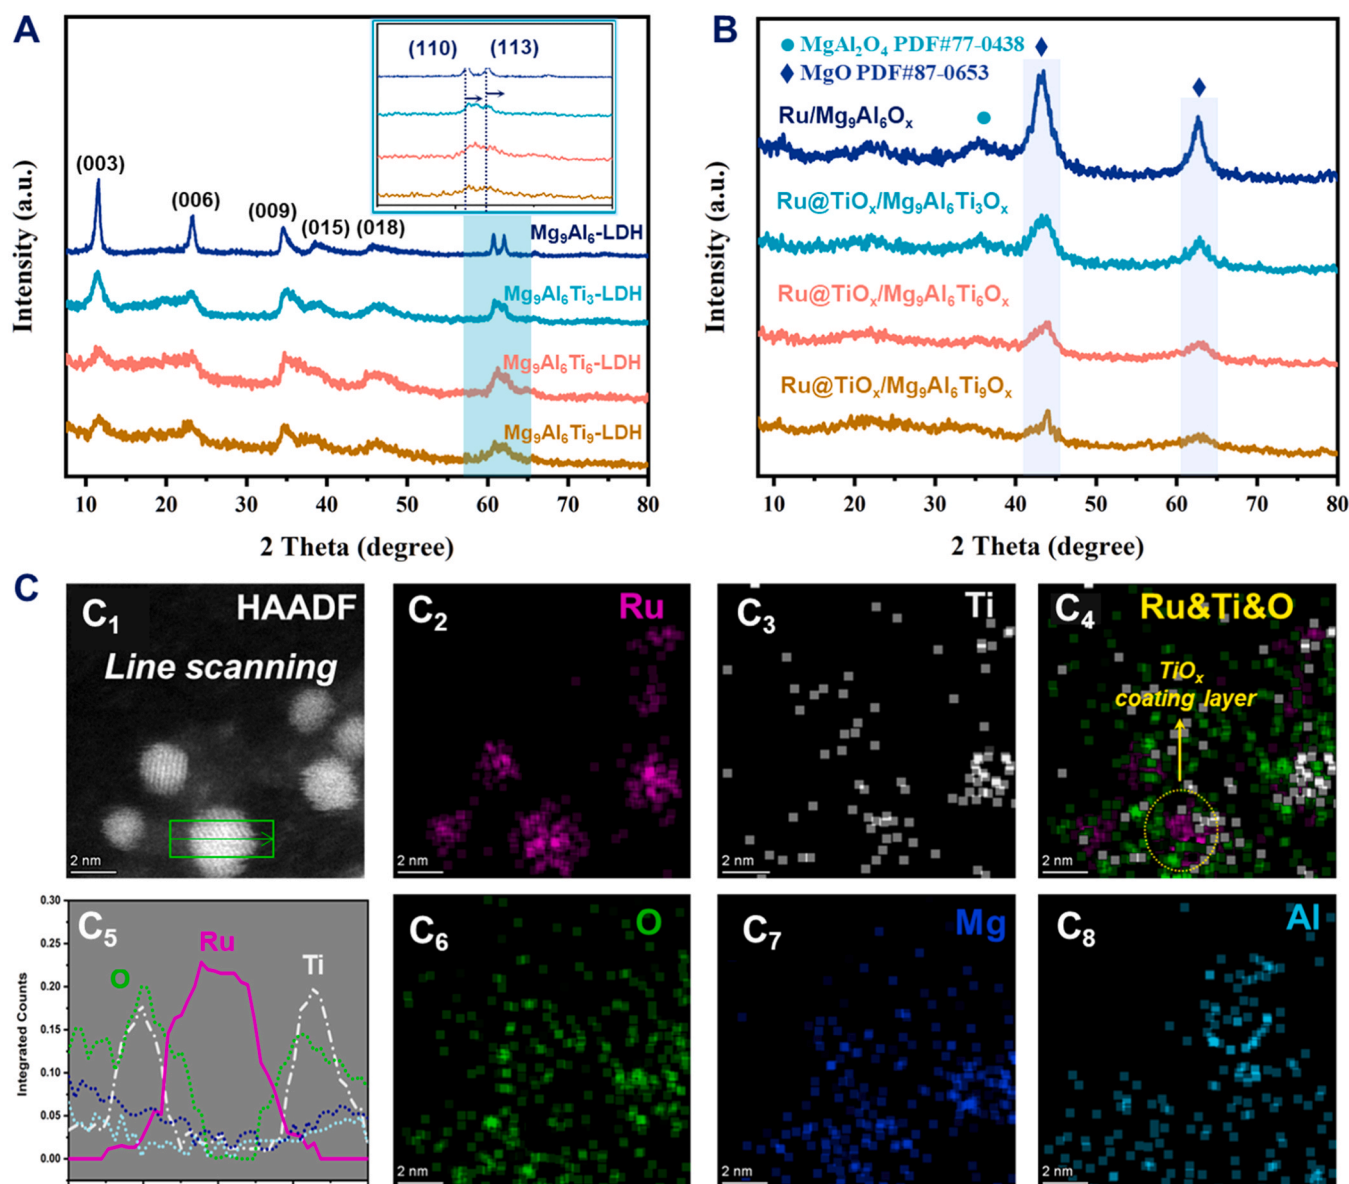 A
(110) (113)
(003)
(006)
(009)
(015) (018)
Mg₉Al₆-LDH
Mg₉Al₆Ti₃-LDH
Mg₉Al₆Ti₆-LDH
Mg₉Al₆Ti₉-LDH
Intensity (a.u.)
10 20 30 40 50 60 70 80
2 Theta (degree)
B
MgAl₂O₄ PDF#77-0438
MgO PDF#87-0653
Ru/Mg₉Al₆Oₓ
Ru@TiOₓ/Mg₉Al₆Ti₃Oₓ
Ru@TiOₓ/Mg₉Al₆Ti₆Oₓ
Ru@TiOₓ/Mg₉Al₆Ti₉Oₓ
Intensity (a.u.)
10 20 30 40 50 60 70 80
2 Theta (degree)
C
C₁ HAADF
Line scanning
2 nm
C₂ Ru
2 nm
C₃ Ti
2 nm
C₄ Ru&Ti&O
TiOₓ
coating layer
2 nm
C₅
Ru
O
Ti
Integrated Counts
0.30
0.25
0.20
0.15
0.10
0.05
0.00
C₆ O
2 nm
C₇ Mg
2 nm
C₈ Al
2 nm